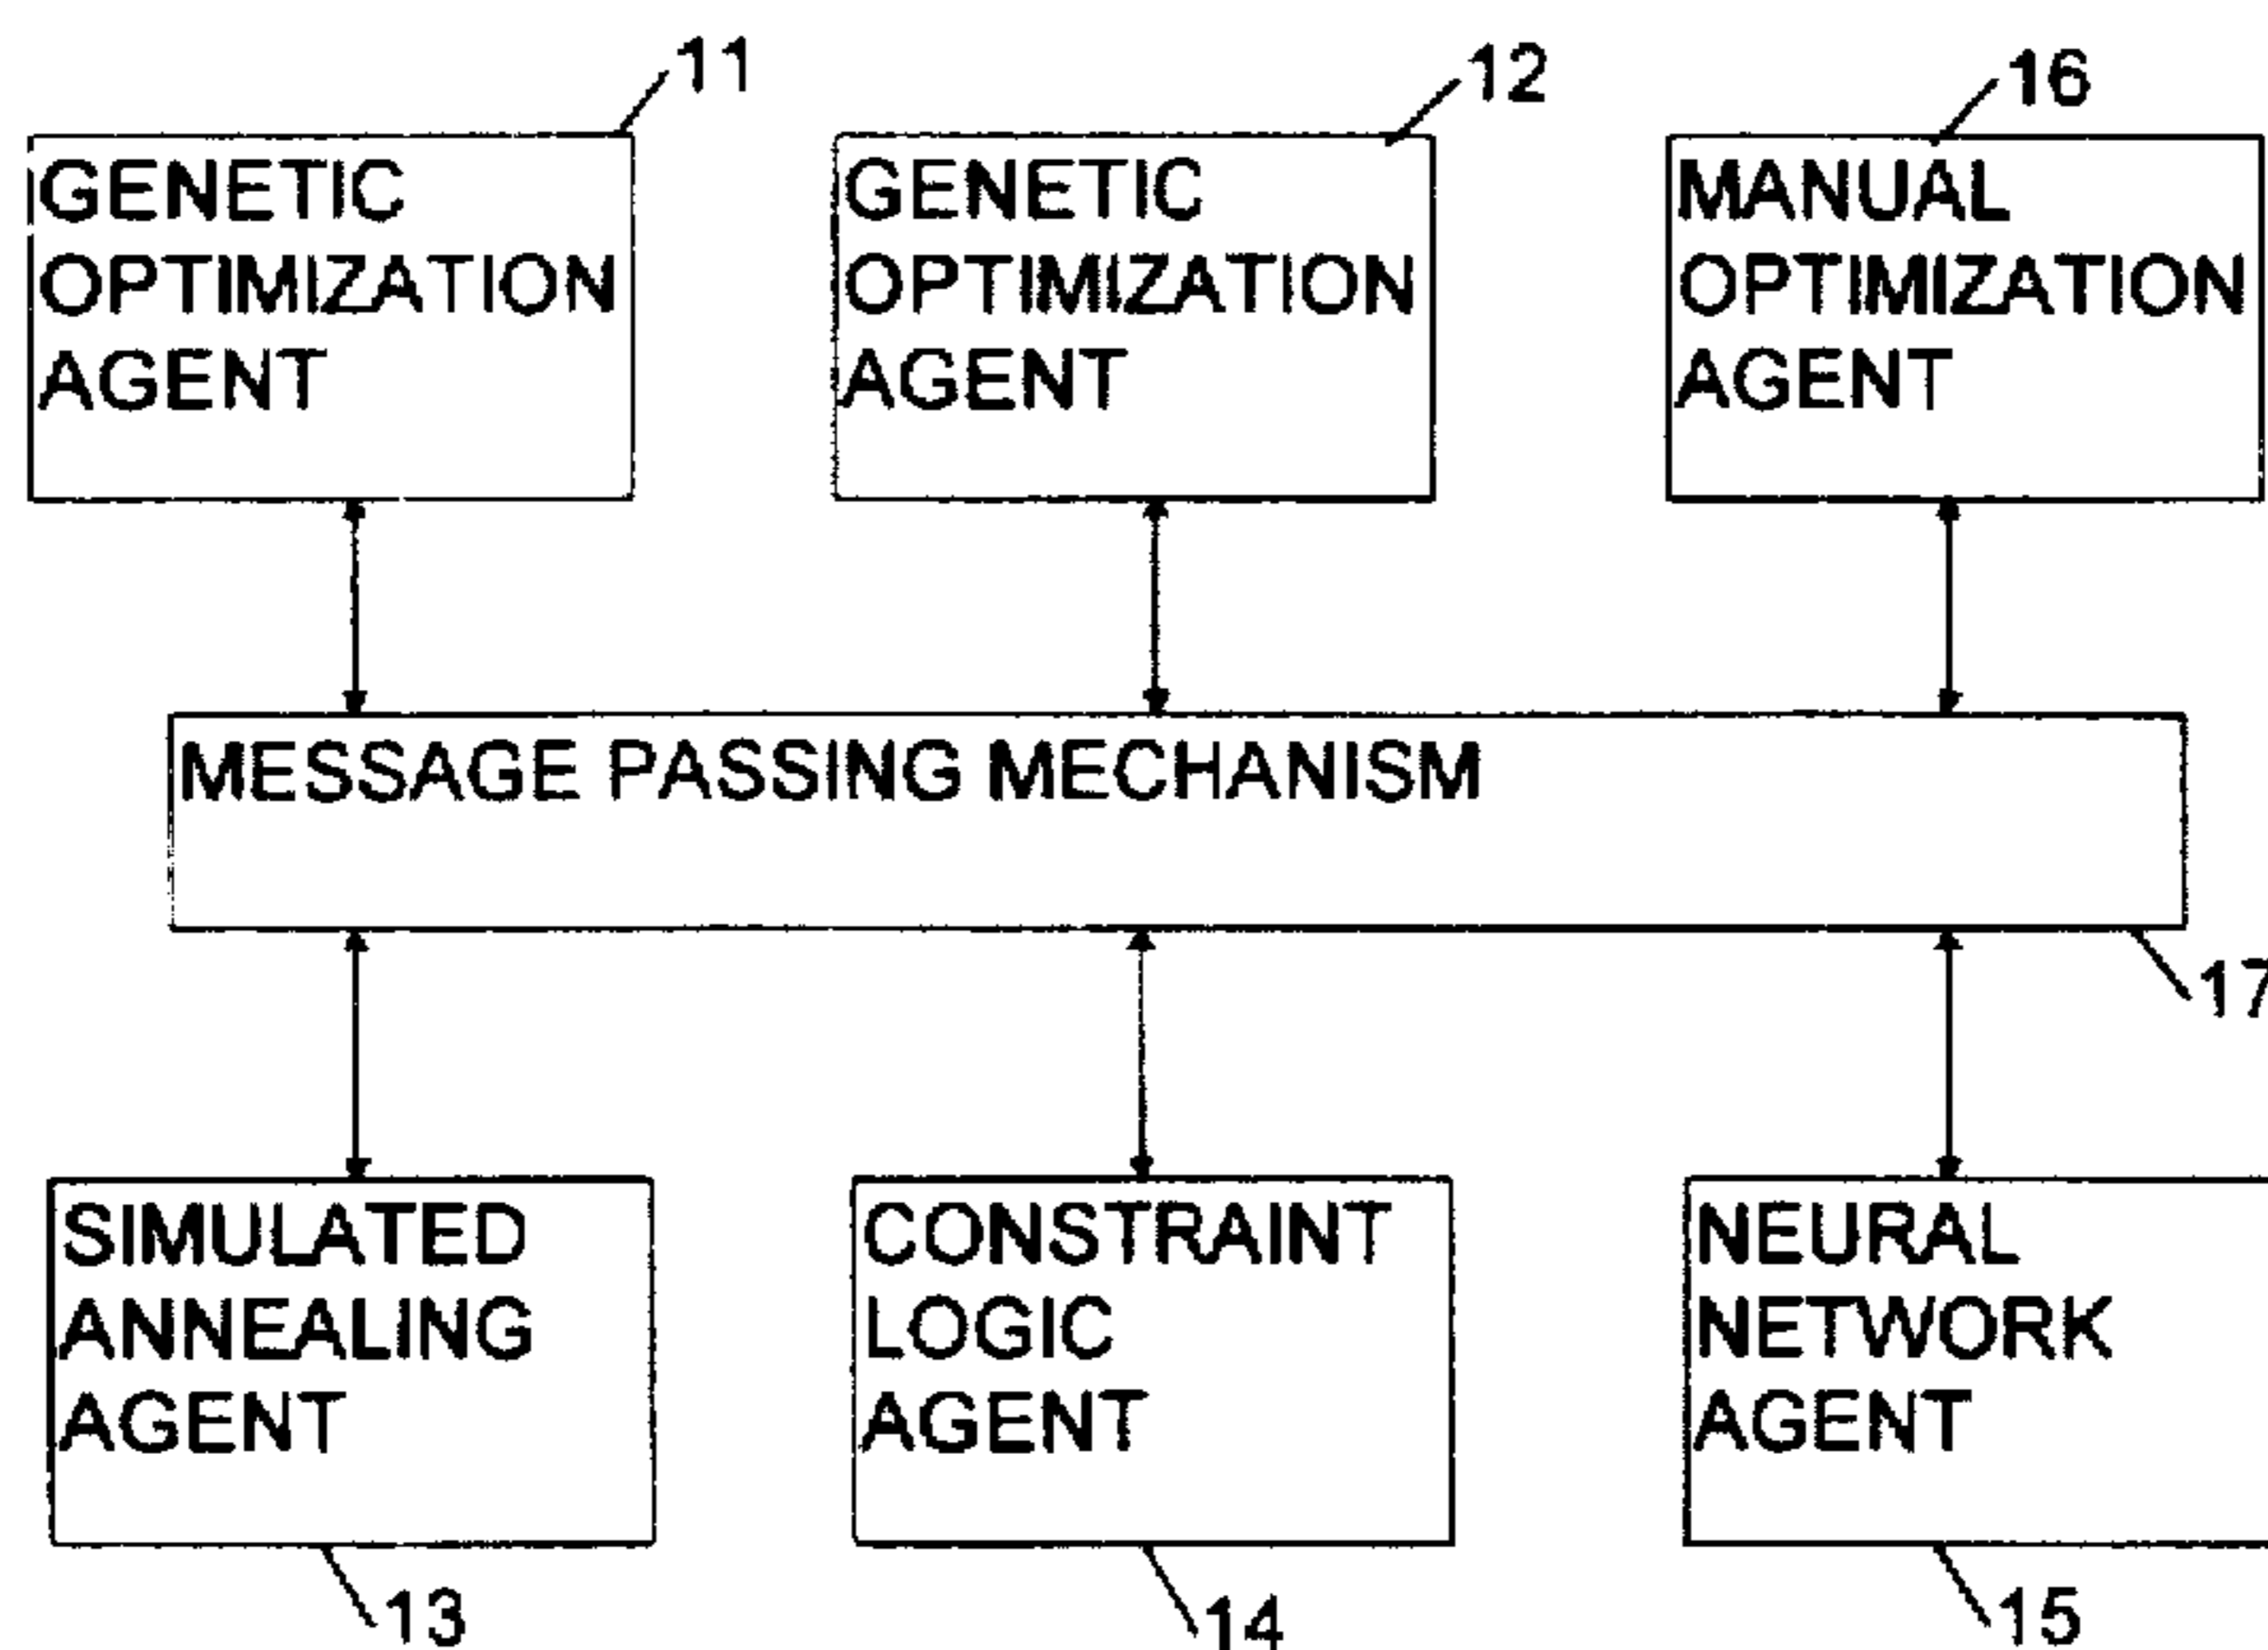 11
12
16
GENETIC
OPTIMIZATION
AGENT
GENETIC
OPTIMIZATION
AGENT
MANUAL
OPTIMIZATION
AGENT
MESSAGE PASSING MECHANISM
17
SIMULATED
ANNEALING
AGENT
CONSTRAINT
LOGIC
AGENT
NEURAL
NETWORK
AGENT
13
14
15